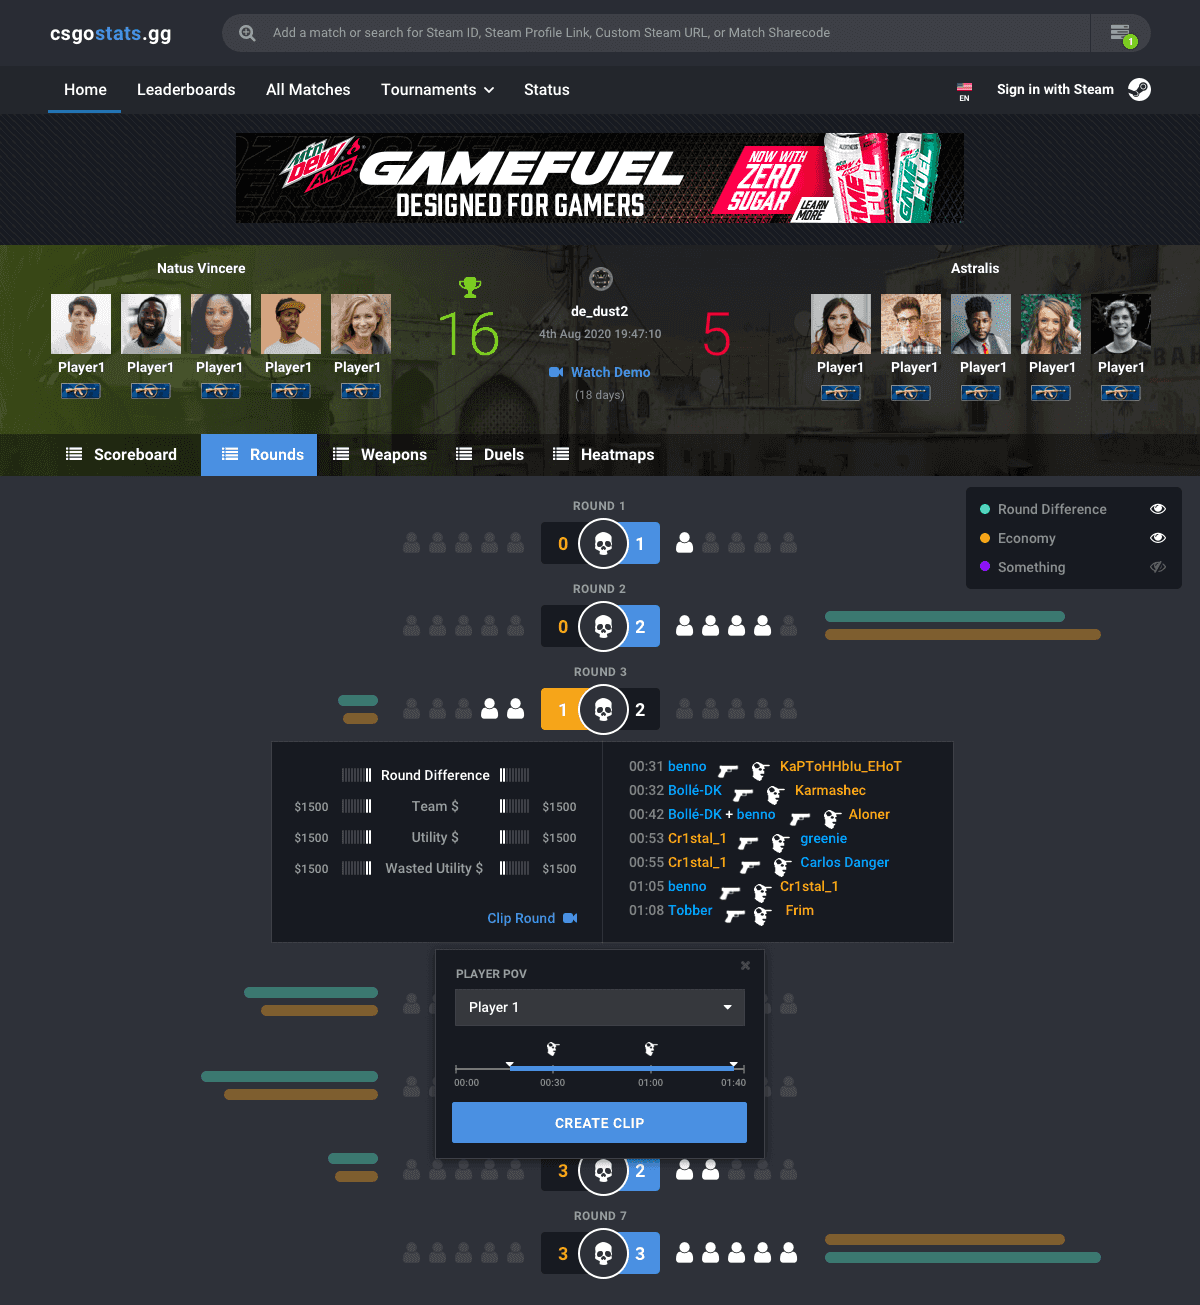 csgostats.gg
Add a match or search for Steam ID, Steam Profile Link, Custom Steam URL, or Match Sharecode
1
Home Leaderboards All Matches Tournaments Status
EN
Sign in with Steam
mtn DEW AMP GAMEFUEL
DESIGNED FOR GAMERS
NOW WITH
ZERO
SUGAR
LEARN
MORE
GAME FUEL
GAME FUEL
Natus Vincere
Astralis
16
5
de_dust2
4th Aug 2020 19:47:10
Watch Demo
(18 days)
Player1 Player1 Player1 Player1 Player1
Player1 Player1 Player1 Player1 Player1
Scoreboard Rounds Weapons Duels Heatmaps
Round Difference
Economy
Something
ROUND 1
0 1
ROUND 2
0 2
ROUND 3
1 2
Round Difference
$1500 Team $ $1500
$1500 Utility $ $1500
$1500 Wasted Utility $ $1500
Clip Round
00:31 benno KaPToHHbIu_EHoT
00:32 Bollé-DK Karmashec
00:42 Bollé-DK + benno Aloner
00:53 Cr1stal_1 greenie
00:55 Cr1stal_1 Carlos Danger
01:05 benno Cr1stal_1
01:08 Tobber Frim
PLAYER POV
Player 1
00:00 00:30 01:00 01:40
CREATE CLIP
3 2
ROUND 7
3 3